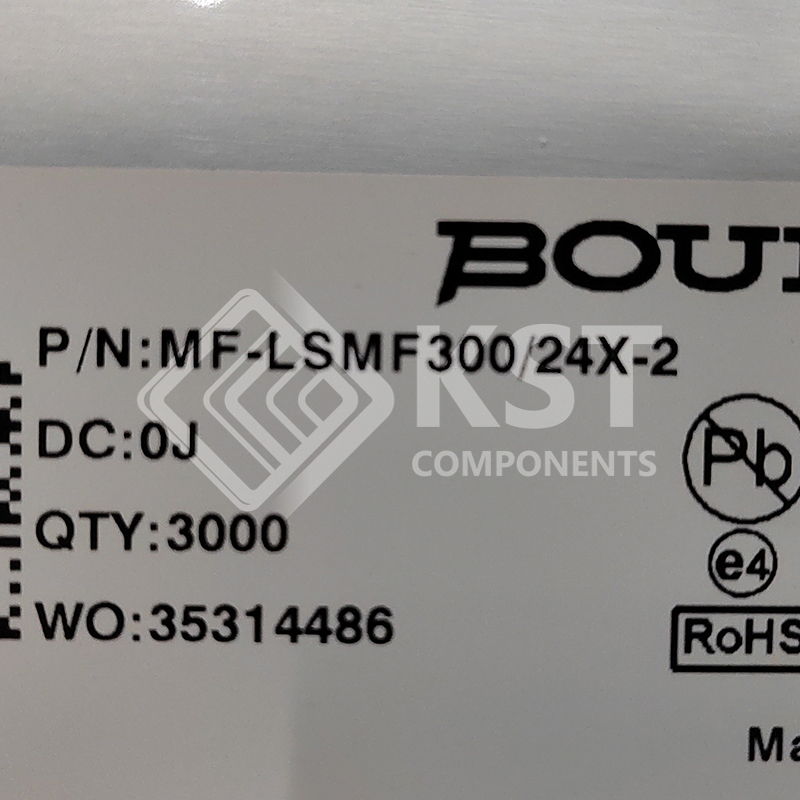 BOU
P/N:MF-LSMF300/24X-2
KST
DC:0J
COMPONENTS
Pb
QTY:3000
e4
WO:35314486
RoHS
Ma